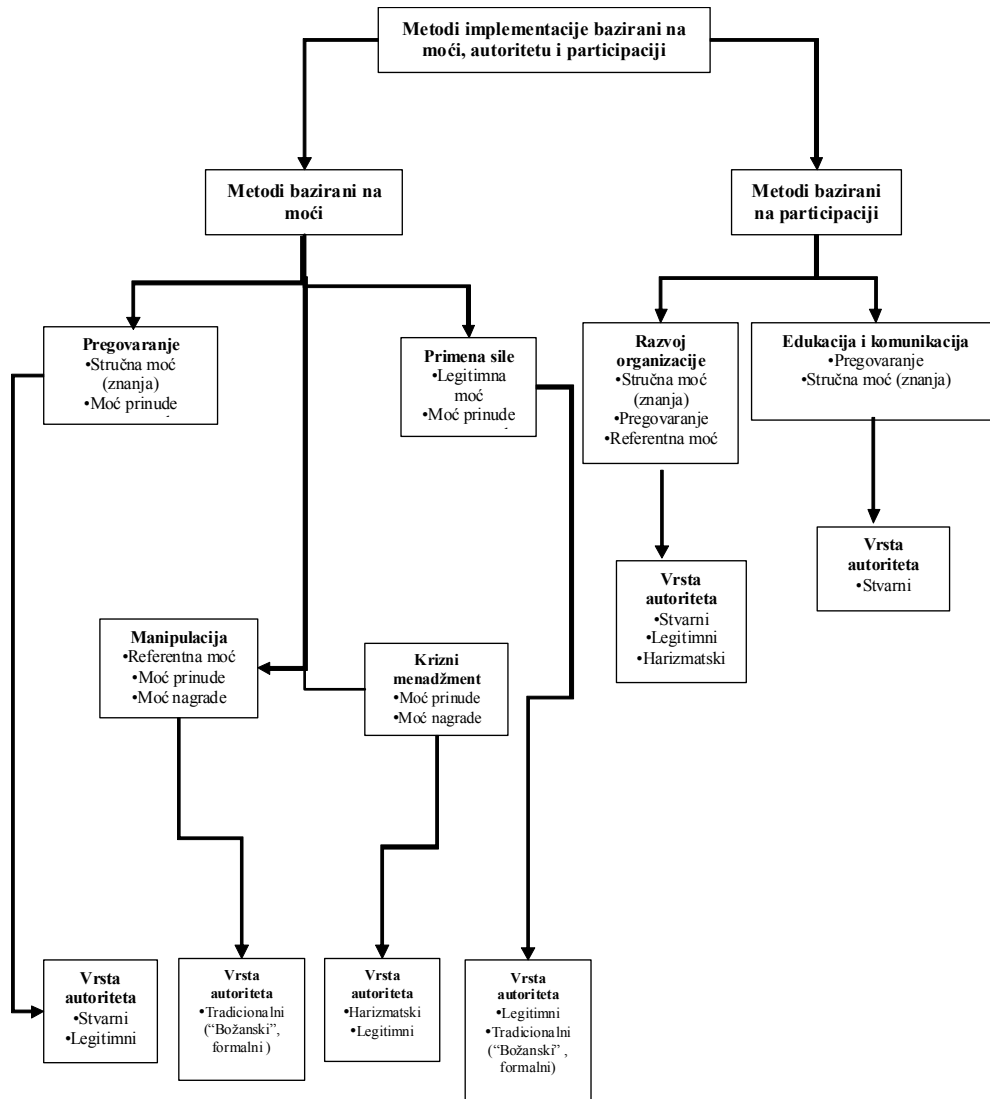 Metodi implementacije bazirani na
moći, autoritetu i participaciji
Metodi bazirani na
moći
Metodi bazirani
na participaciji
Pregovaranje
•Stručna moć
(znanja)
•Moć prinude
Primena sile
•Legitimna
moć
•Moć prinude
Razvoj
organizacije
•Stručna moć
(znanja)
•Pregovaranje
•Referentna moć
Edukacija i komunikacija
•Pregovaranje
•Stručna moć (znanja)
Manipulacija
•Referentna moć
•Moć prinude
•Moć nagrade
Krizni
menadžment
•Moć prinude
•Moć nagrade
Vrsta
autoriteta
•Stvarni
•Legitimni
•Harizmatski
Vrsta
autoriteta
•Stvarni
Vrsta
autoriteta
•Stvarni
•Legitimni
Vrsta
autoriteta
•Tradicionalni
(“Božanski”,
formalni )
Vrsta
autoriteta
•Harizmatski
•Legitimni
Vrsta
autoriteta
•Legitimni
•Tradicionalni
(“Božanski” ,
formalni)